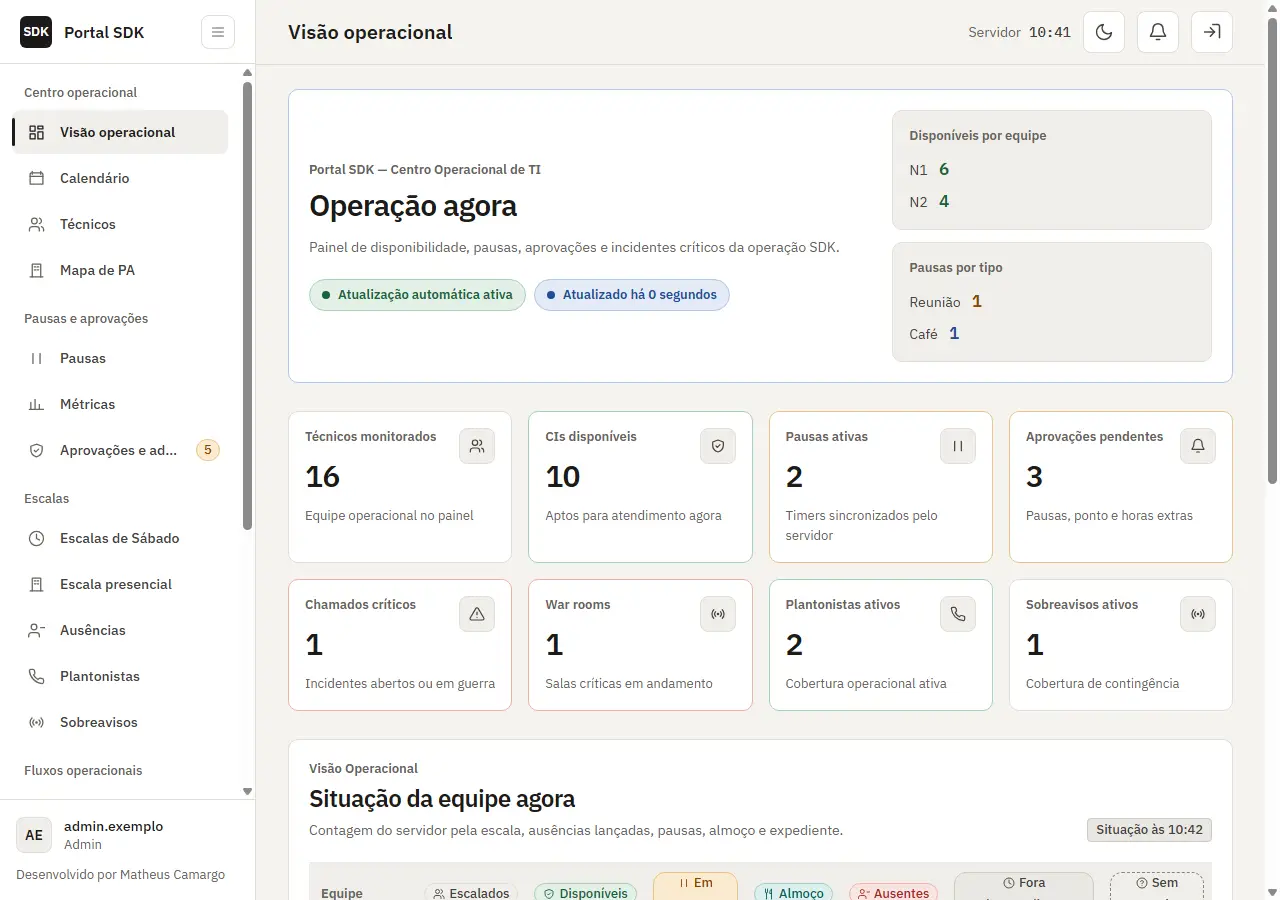 SDK Portal SDK
Centro operacional
Visão operacional
Calendário
Técnicos
Mapa de PA
Pausas e aprovações
Pausas
Métricas
Aprovações e ad... 5
Escalas
Escalas de Sábado
Escala presencial
Ausências
Plantonistas
Sobreavisos
Fluxos operacionais
AE
admin.exemplo
Admin
Desenvolvido por Matheus Camargo
Visão operacional
Servidor 10:41
Portal SDK — Centro Operacional de TI
Operação agora
Painel de disponibilidade, pausas, aprovações e incidentes críticos da operação SDK.
Atualização automática ativa
Atualizado há 0 segundos
Disponíveis por equipe
N1 6
N2 4
Pausas por tipo
Reunião 1
Café 1
Técnicos monitorados
16
Equipe operacional no painel
CIs disponíveis
10
Aptos para atendimento agora
Pausas ativas
2
Timers sincronizados pelo
servidor
Aprovações pendentes
3
Pausas, ponto e horas extras
Chamados críticos
1
Incidentes abertos ou em guerra
War rooms
1
Salas críticas em andamento
Plantonistas ativos
2
Cobertura operacional ativa
Sobreavisos ativos
1
Cobertura de contingência
Visão Operacional
Situação da equipe agora
Contagem do servidor pela escala, ausências lançadas, pausas, almoço e expediente.
Situação às 10:42
Equipe
Escalados
Disponíveis
Em
Almoço
Ausentes
Fora
Sem